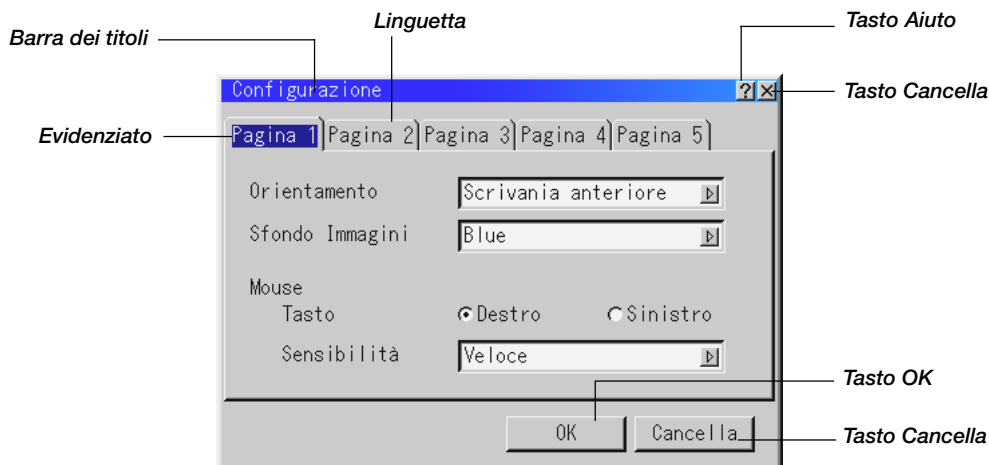 Linguetta
Tasto Aiuto
Barra dei titoli
Configurazione
Tasto Cancella
Evidenziato
Pagina 1 Pagina 2 Pagina 3 Pagina 4 Pagina 5
Orientamento Scrivania anteriore
Sfondo Immagini Blue
Mouse
Tasto Destro Sinistro
Sensibilità Veloce
Tasto OK
OK Cancella
Tasto Cancella